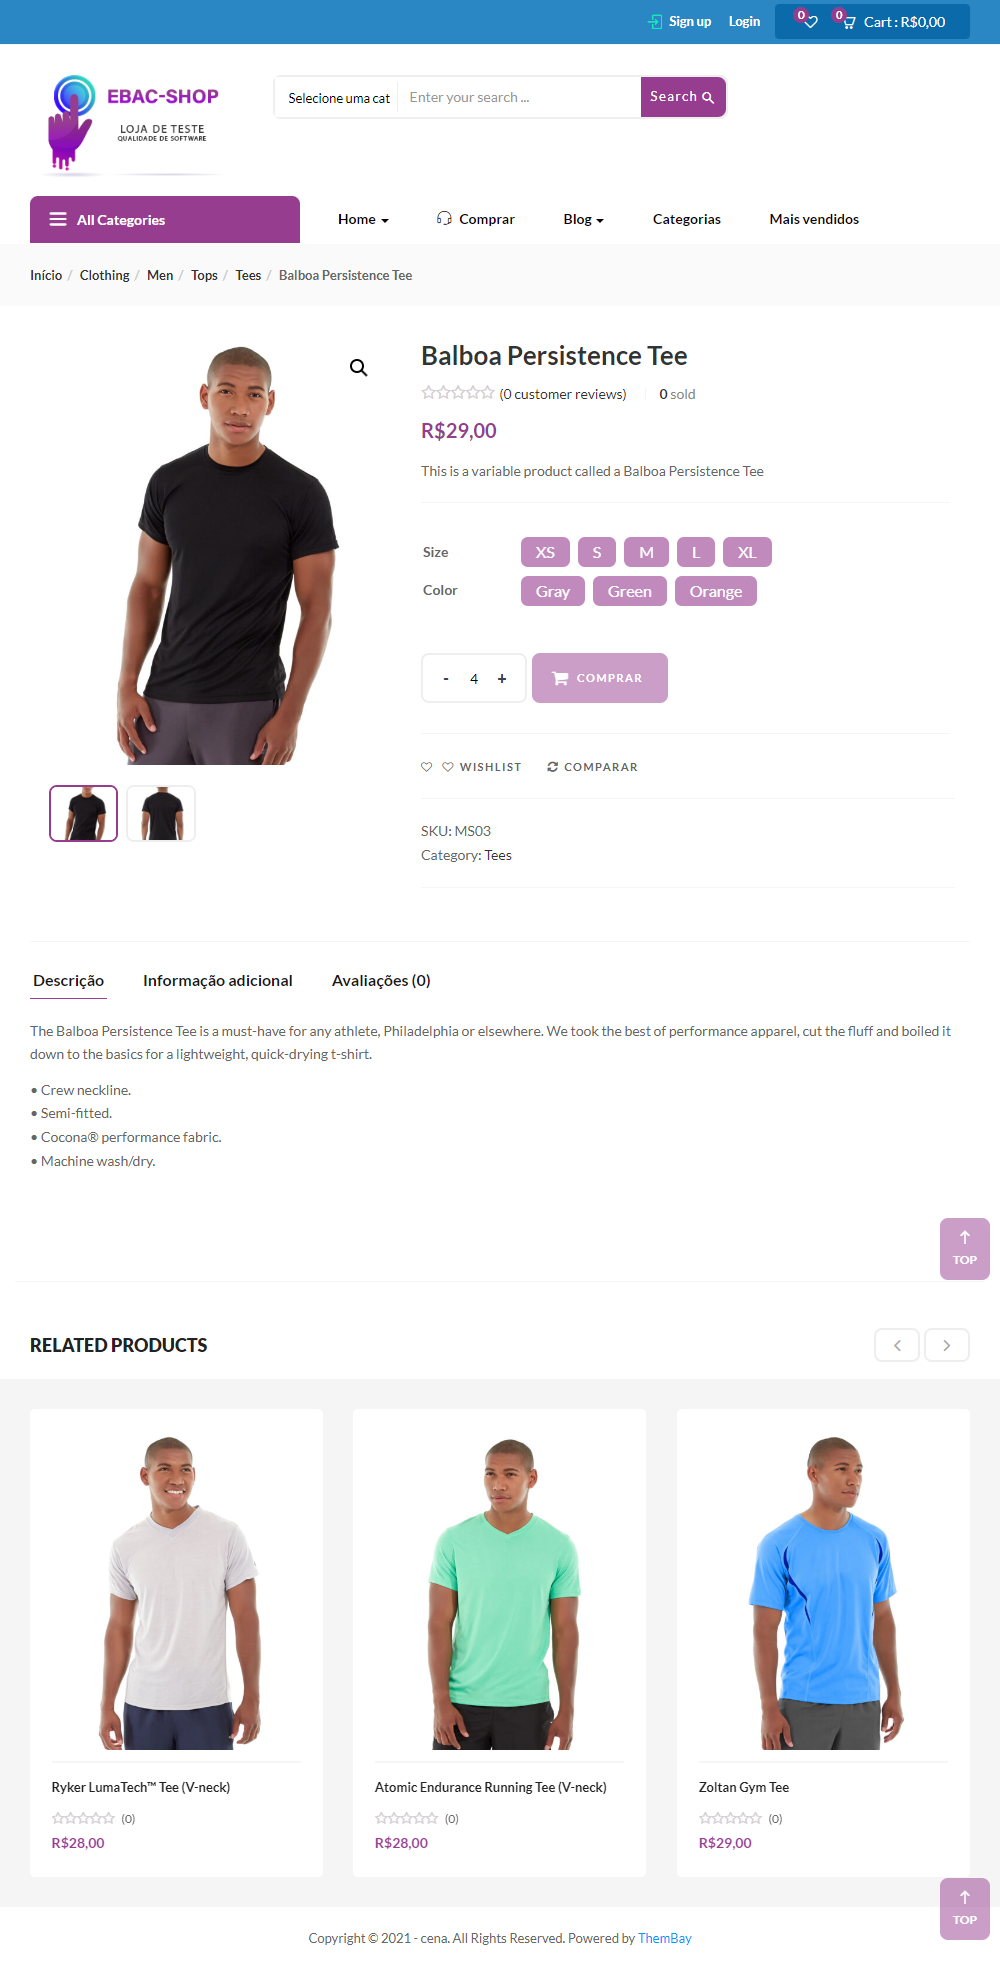 Sign up Login 0 0 Cart : R$0,00
EBAC-SHOP
LOJA DE TESTE
QUALIDADE DE SOFTWARE
Selecione uma cat Enter your search ... Search
All Categories Home Comprar Blog Categorias Mais vendidos
Início / Clothing / Men / Tops / Tees / Balboa Persistence Tee
Balboa Persistence Tee
(0 customer reviews) 0 sold
R$29,00
This is a variable product called a Balboa Persistence Tee
Size XS S M L XL
Color Gray Green Orange
- 4 + COMPRAR
WISHLIST COMPARAR
SKU: MS03
Category: Tees
Descrição Informação adicional Avaliações (0)
The Balboa Persistence Tee is a must-have for any athlete, Philadelphia or elsewhere. We took the best of performance apparel, cut the fluff and boiled it
down to the basics for a lightweight, quick-drying t-shirt.
• Crew neckline.
• Semi-fitted.
• Cocona® performance fabric.
• Machine wash/dry.
TOP
RELATED PRODUCTS
Ryker LumaTech™ Tee (V-neck) Atomic Endurance Running Tee (V-neck) Zoltan Gym Tee
(0) (0) (0)
R$28,00 R$28,00 R$29,00
TOP
Copyright © 2021 - cena. All Rights Reserved. Powered by ThemBay